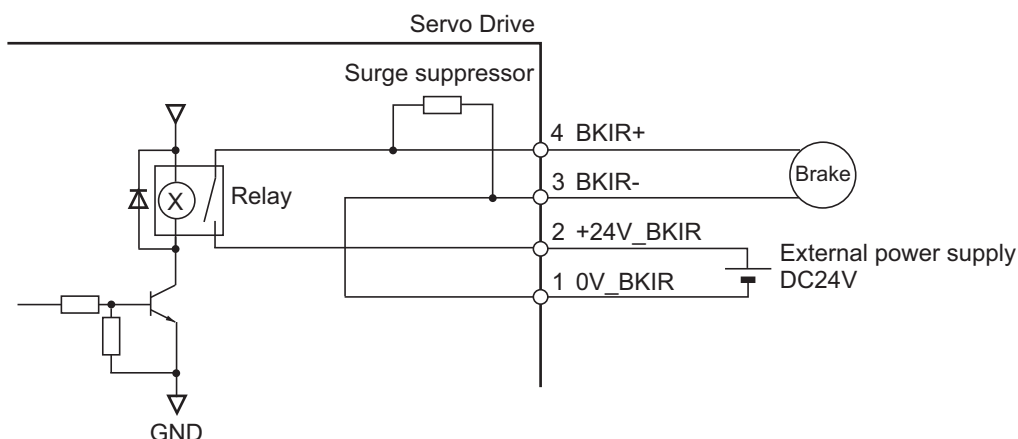 Servo Drive
Surge suppressor
4 BKIR+
Brake
3 BKIR-
X
Relay
2 +24V_BKIR
External power supply
DC24V
1 0V_BKIR
GND